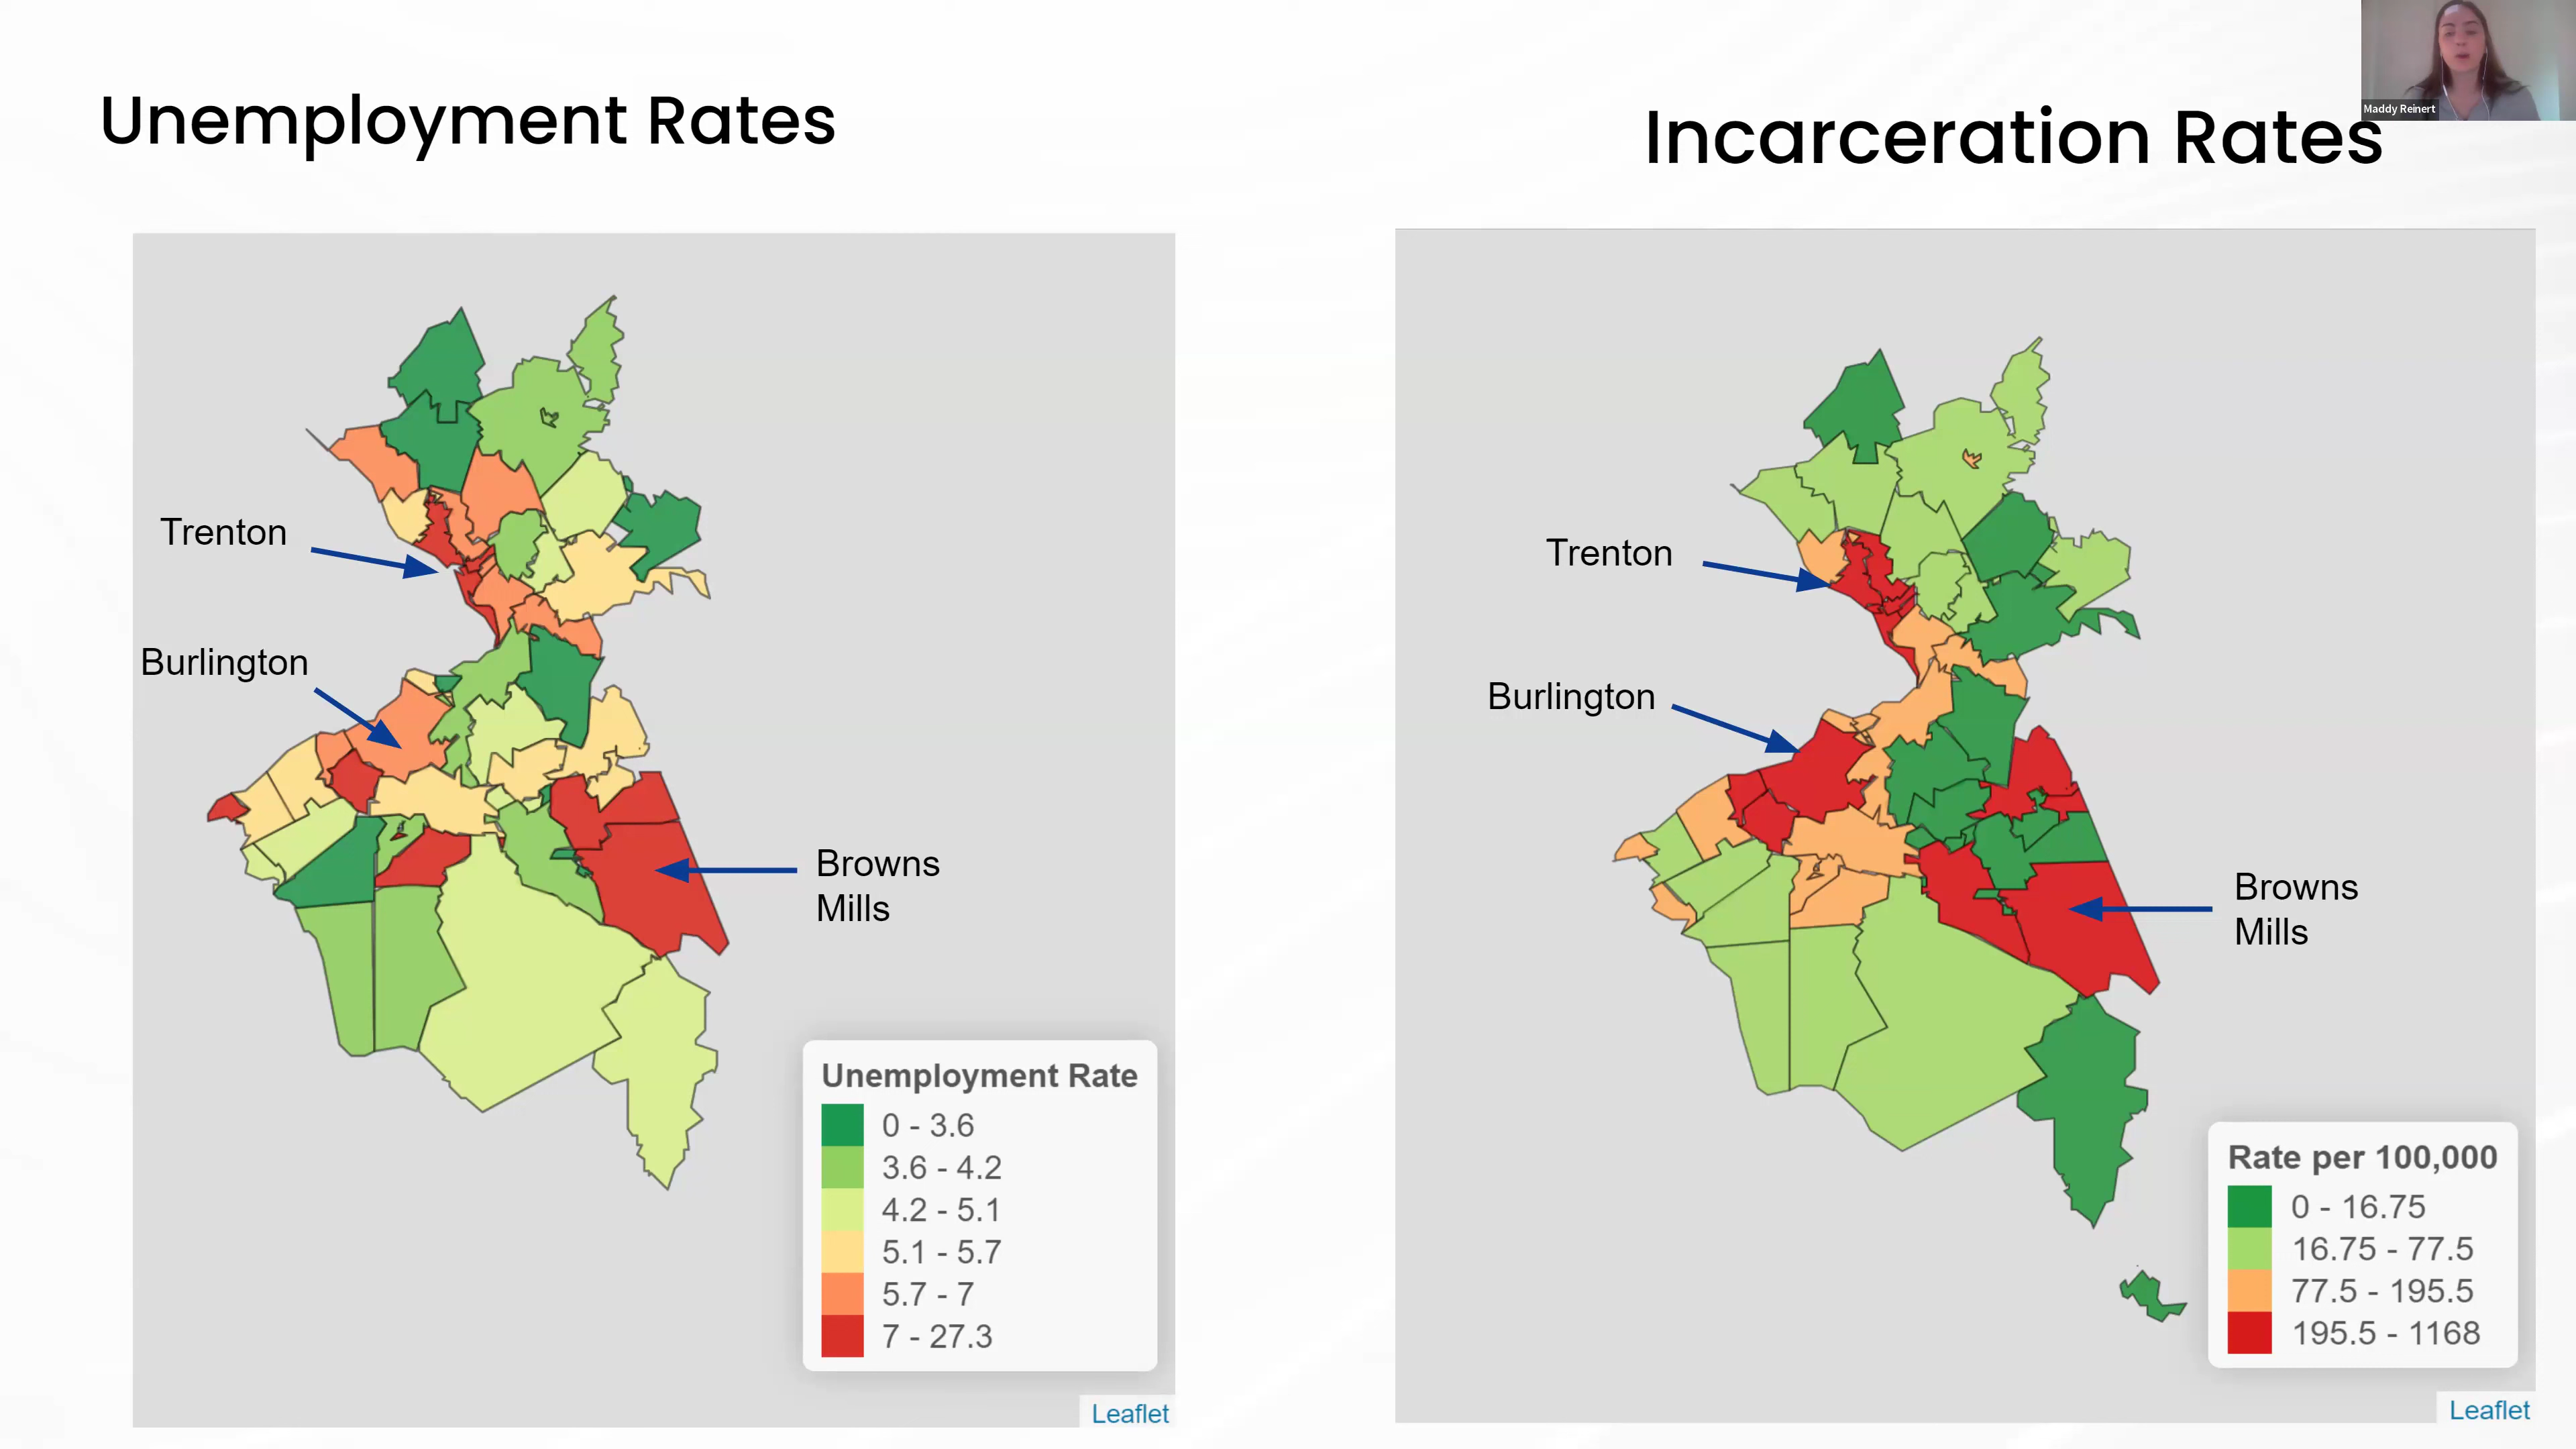 Unemployment Rates
Incarceration Rates
Maddy Reinert
Trenton
Burlington
Browns
Mills
Unemployment Rate
0 - 3.6
3.6 - 4.2
4.2 - 5.1
5.1 - 5.7
5.7 - 7
7 - 27.3
Leaflet
Trenton
Burlington
Browns
Mills
Rate per 100,000
0 - 16.75
16.75 - 77.5
77.5 - 195.5
195.5 - 1168
Leaflet